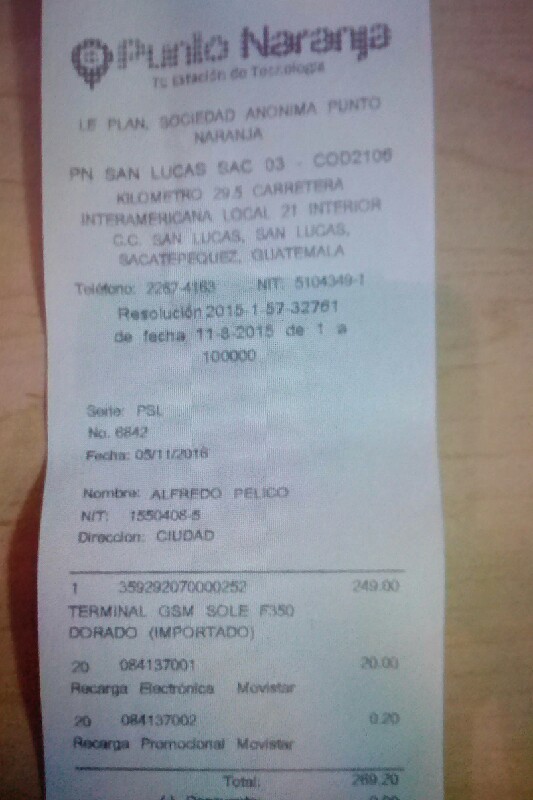 Punto Naranja
Tu Estación de Tecnología
LE PLAN, SOCIEDAD ANONIMA PUNTO
NARANJA
PN SAN LUCAS SAC 03 - COD2106
KILOMETRO 29.5 CARRETERA
INTERAMERICANA LOCAL 21 INTERIOR
C.C. SAN LUCAS, SAN LUCAS,
SACATEPEQUEZ, GUATEMALA
Teléfono: 2267-4163 NIT: 5104349-1
Resolución 2015-1-57-32761
de fecha 11-8-2015 de 1 a
100000
Serie: PSL
No. 6842
Fecha: 05/11/2016
Nombre: ALFREDO PELICO
NIT: 1550408-5
Direccion: CIUDAD
1 359292070000252 249.00
TERMINAL GSM SOLE F350
DORADO (IMPORTADO)
20 084137001 20.00
Recarga Electrónica Movistar
20 084137002 0.20
Recarga Promocional Movistar
Total: 269.20